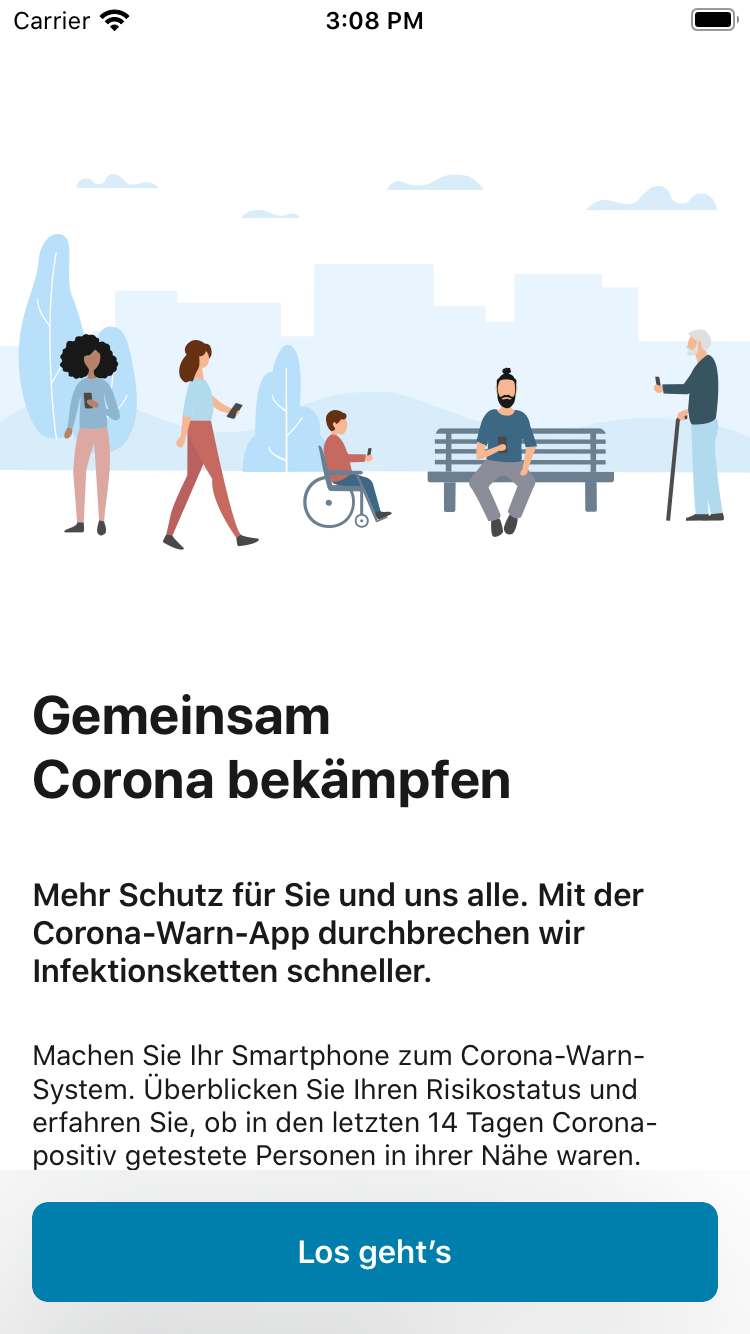 Carrier 3:08 PM
Gemeinsam
Corona bekämpfen
Mehr Schutz für Sie und uns alle. Mit der
Corona-Warn-App durchbrechen wir
Infektionsketten schneller.
Machen Sie Ihr Smartphone zum Corona-Warn-
System. Überblicken Sie Ihren Risikostatus und
erfahren Sie, ob in den letzten 14 Tagen Corona-
positiv getestete Personen in ihrer Nähe waren.
Los geht’s